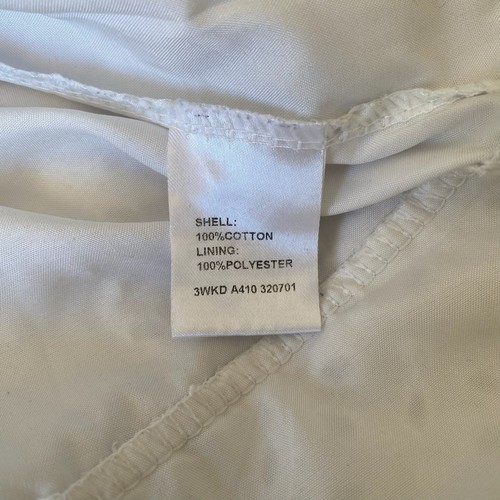 SHELL:
100%COTTON
LINING:
100%POLYESTER
3WKD A410 320701